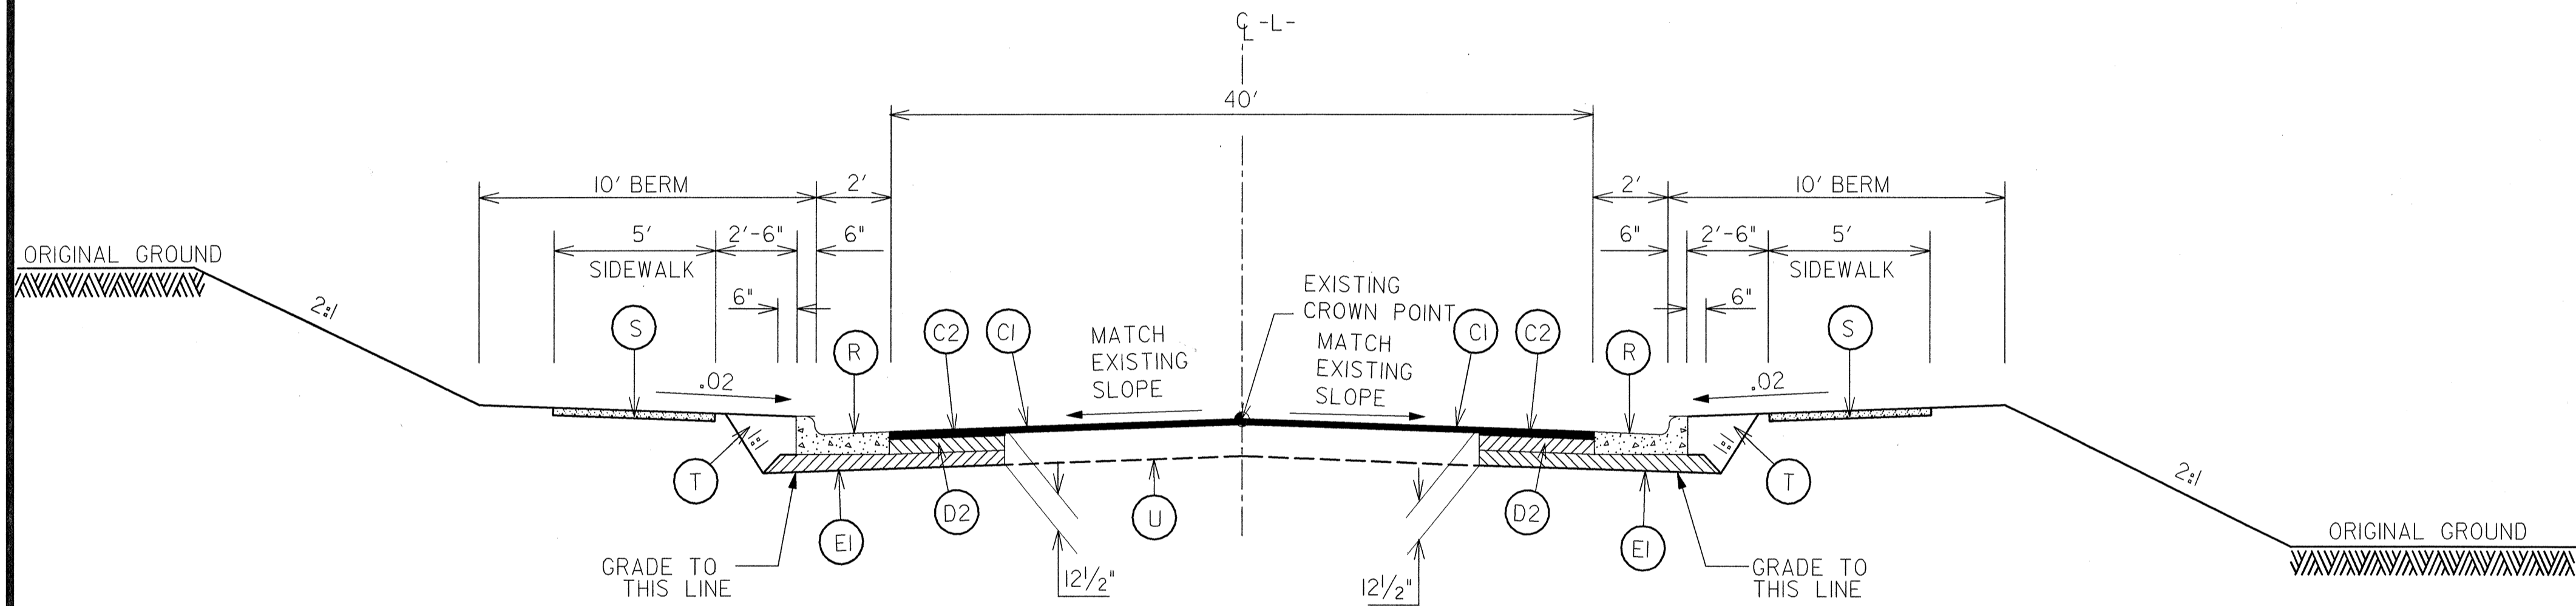 ℄ -L-
40'
10' BERM
2'
2'
10' BERM
5'
2'-6"
6"
6"
2'-6"
5'
ORIGINAL GROUND
SIDEWALK
SIDEWALK
6"
6"
EXISTING
CROWN POINT
2:1
S
R
C2
C1
MATCH
EXISTING
SLOPE
MATCH
EXISTING
SLOPE
C1
C2
R
S
.02
.02
1:1
1:1
2:1
T
E1
D2
U
D2
E1
T
ORIGINAL GROUND
GRADE TO
THIS LINE
12 1/2"
12 1/2"
GRADE TO
THIS LINE